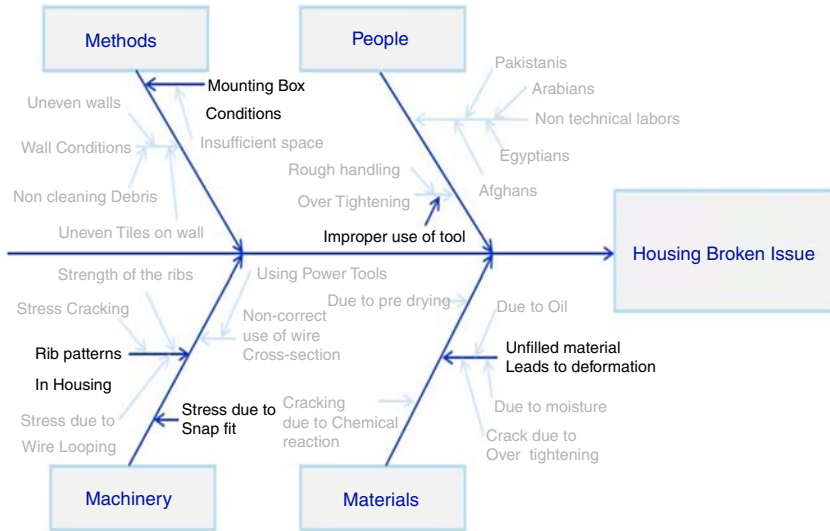 Methods
People
Mounting Box
Conditions
Uneven walls
Insufficient space
Wall Conditions
Non cleaning Debris
Uneven Tiles on wall
Pakistanis
Arabians
Non technical labors
Egyptians
Afghans
Rough handling
Over Tightening
Improper use of tool
Housing Broken Issue
Strength of the ribs
Using Power Tools
Stress Cracking
Non-correct
use of wire
Cross-section
Rib patterns
In Housing
Stress due to
Wire Looping
Stress due to
Snap fit
Due to pre drying
Due to Oil
Unfilled material
Leads to deformation
Cracking
due to Chemical
reaction
Due to moisture
Crack due to
Over tightening
Machinery
Materials